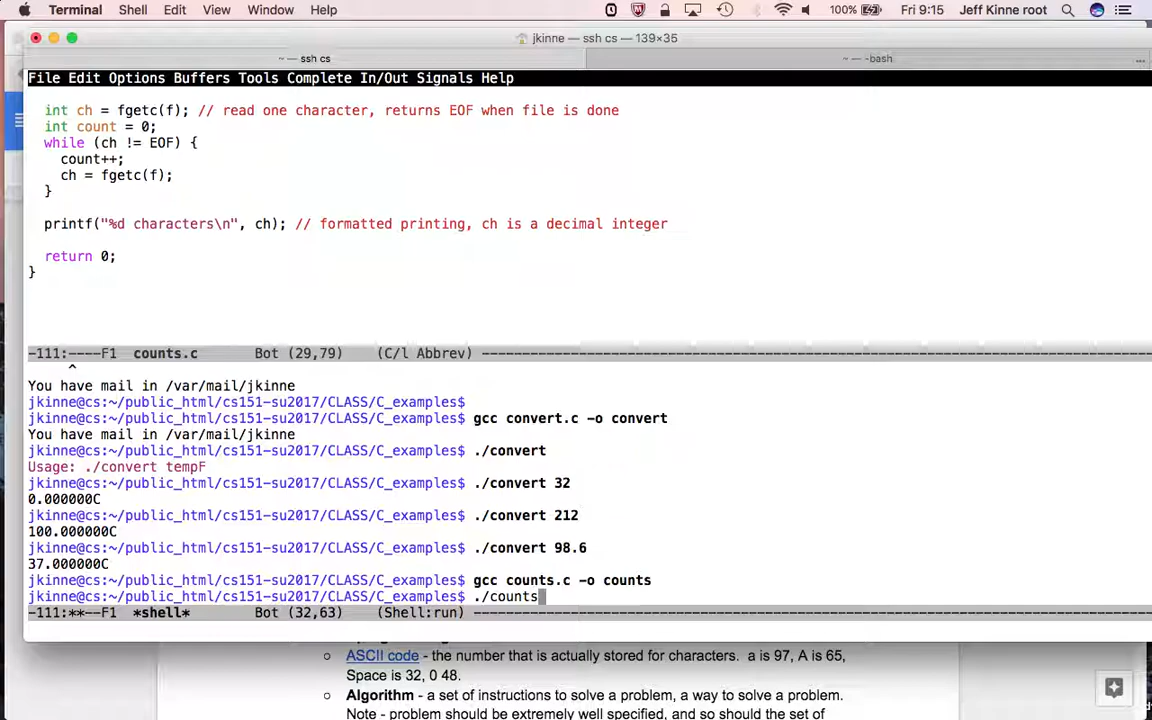 Terminal Shell Edit View Window Help 100% Fri 9:15 Jeff Kinne root
jkinne — ssh cs — 139×35
~ — ssh cs ~ — -bash ...
File Edit Options Buffers Tools Complete In/Out Signals Help
int ch = fgetc(f); // read one character, returns EOF when file is done
int count = 0;
while (ch != EOF) {
count++;
ch = fgetc(f);
}
printf("%d characters\n", ch); // formatted printing, ch is a decimal integer
return 0;
}
-111:----F1 counts.c Bot (29,79) (C/l Abbrev) ----------------------------------------------------------------
^
You have mail in /var/mail/jkinne
jkinne@cs:~/public_html/cs151-su2017/CLASS/C_examples$
jkinne@cs:~/public_html/cs151-su2017/CLASS/C_examples$ gcc convert.c -o convert
You have mail in /var/mail/jkinne
jkinne@cs:~/public_html/cs151-su2017/CLASS/C_examples$ ./convert
Usage: ./convert tempF
jkinne@cs:~/public_html/cs151-su2017/CLASS/C_examples$ ./convert 32
0.000000C
jkinne@cs:~/public_html/cs151-su2017/CLASS/C_examples$ ./convert 212
100.000000C
jkinne@cs:~/public_html/cs151-su2017/CLASS/C_examples$ ./convert 98.6
37.000000C
jkinne@cs:~/public_html/cs151-su2017/CLASS/C_examples$ gcc counts.c -o counts
jkinne@cs:~/public_html/cs151-su2017/CLASS/C_examples$ ./counts
-111:**--F1 *shell* Bot (32,63) (Shell:run) ----------------------------------------------------------------
ASCII code - the number that is actually stored for characters. a is 97, A is 65,
Space is 32, 0 48.
Algorithm - a set of instructions to solve a problem, a way to solve a problem.
Note - problem should be extremely well specified, and so should the set of